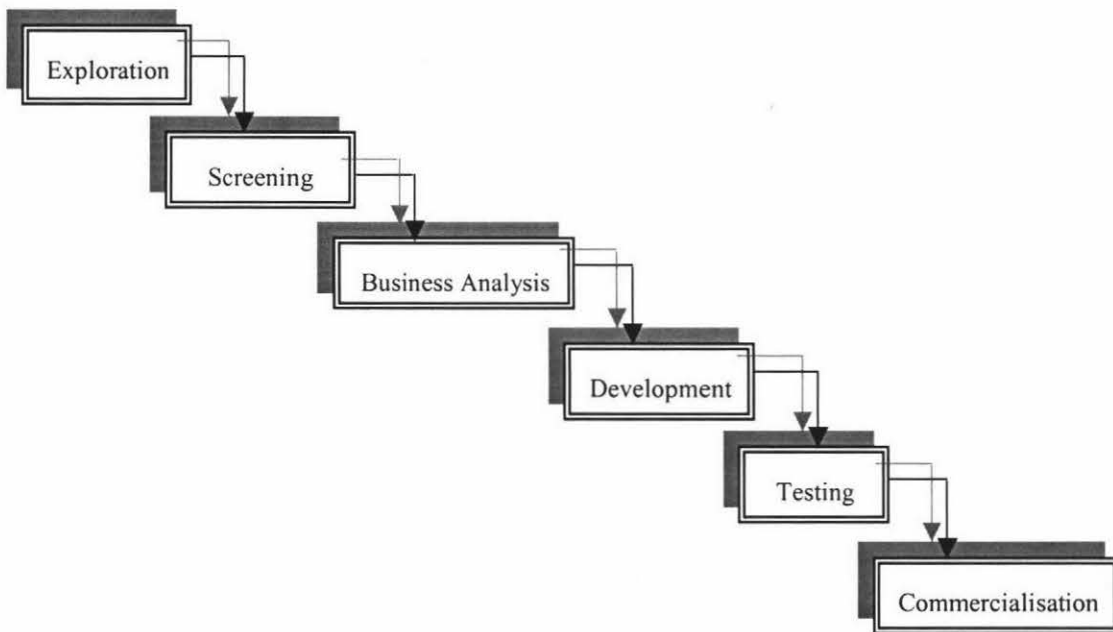 Exploration
Screening
Business Analysis
Development
Testing
Commercialisation